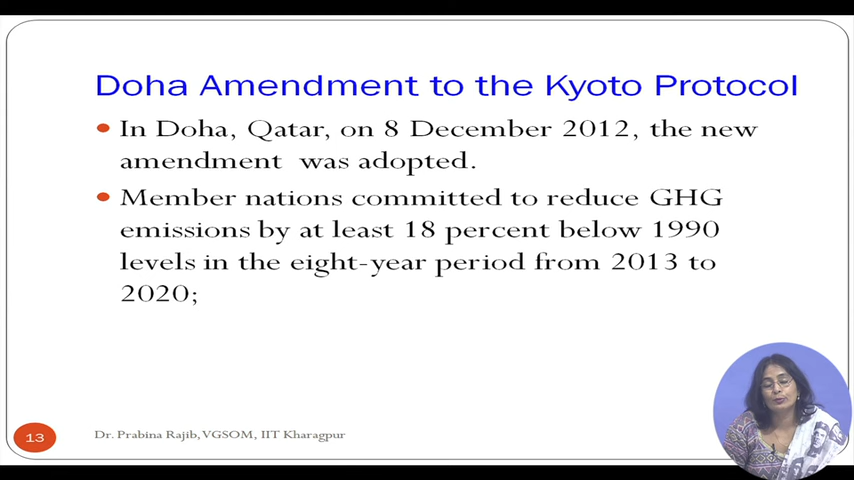 Doha Amendment to the Kyoto Protocol
• In Doha, Qatar, on 8 December 2012, the new
amendment was adopted.
• Member nations committed to reduce GHG
emissions by at least 18 percent below 1990
levels in the eight-year period from 2013 to
2020;
13
Dr. Prabina Rajib, VGSOM, IIT Kharagpur